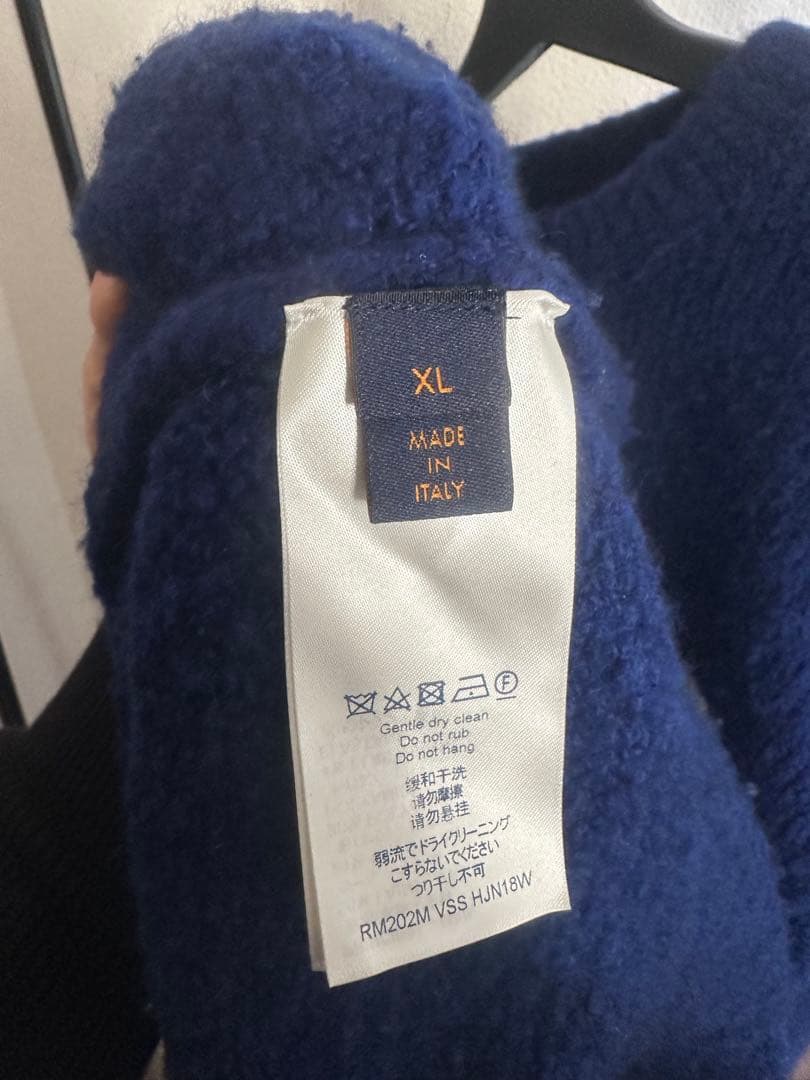 XL
MADE
IN
ITALY
F
Gentle dry clean
Do not rub
Do not hang
缓和干洗
请勿摩擦
请勿悬挂
弱流でドライクリーニング
こすらないでください
つり干し不可
RM202M VSS HJN18W